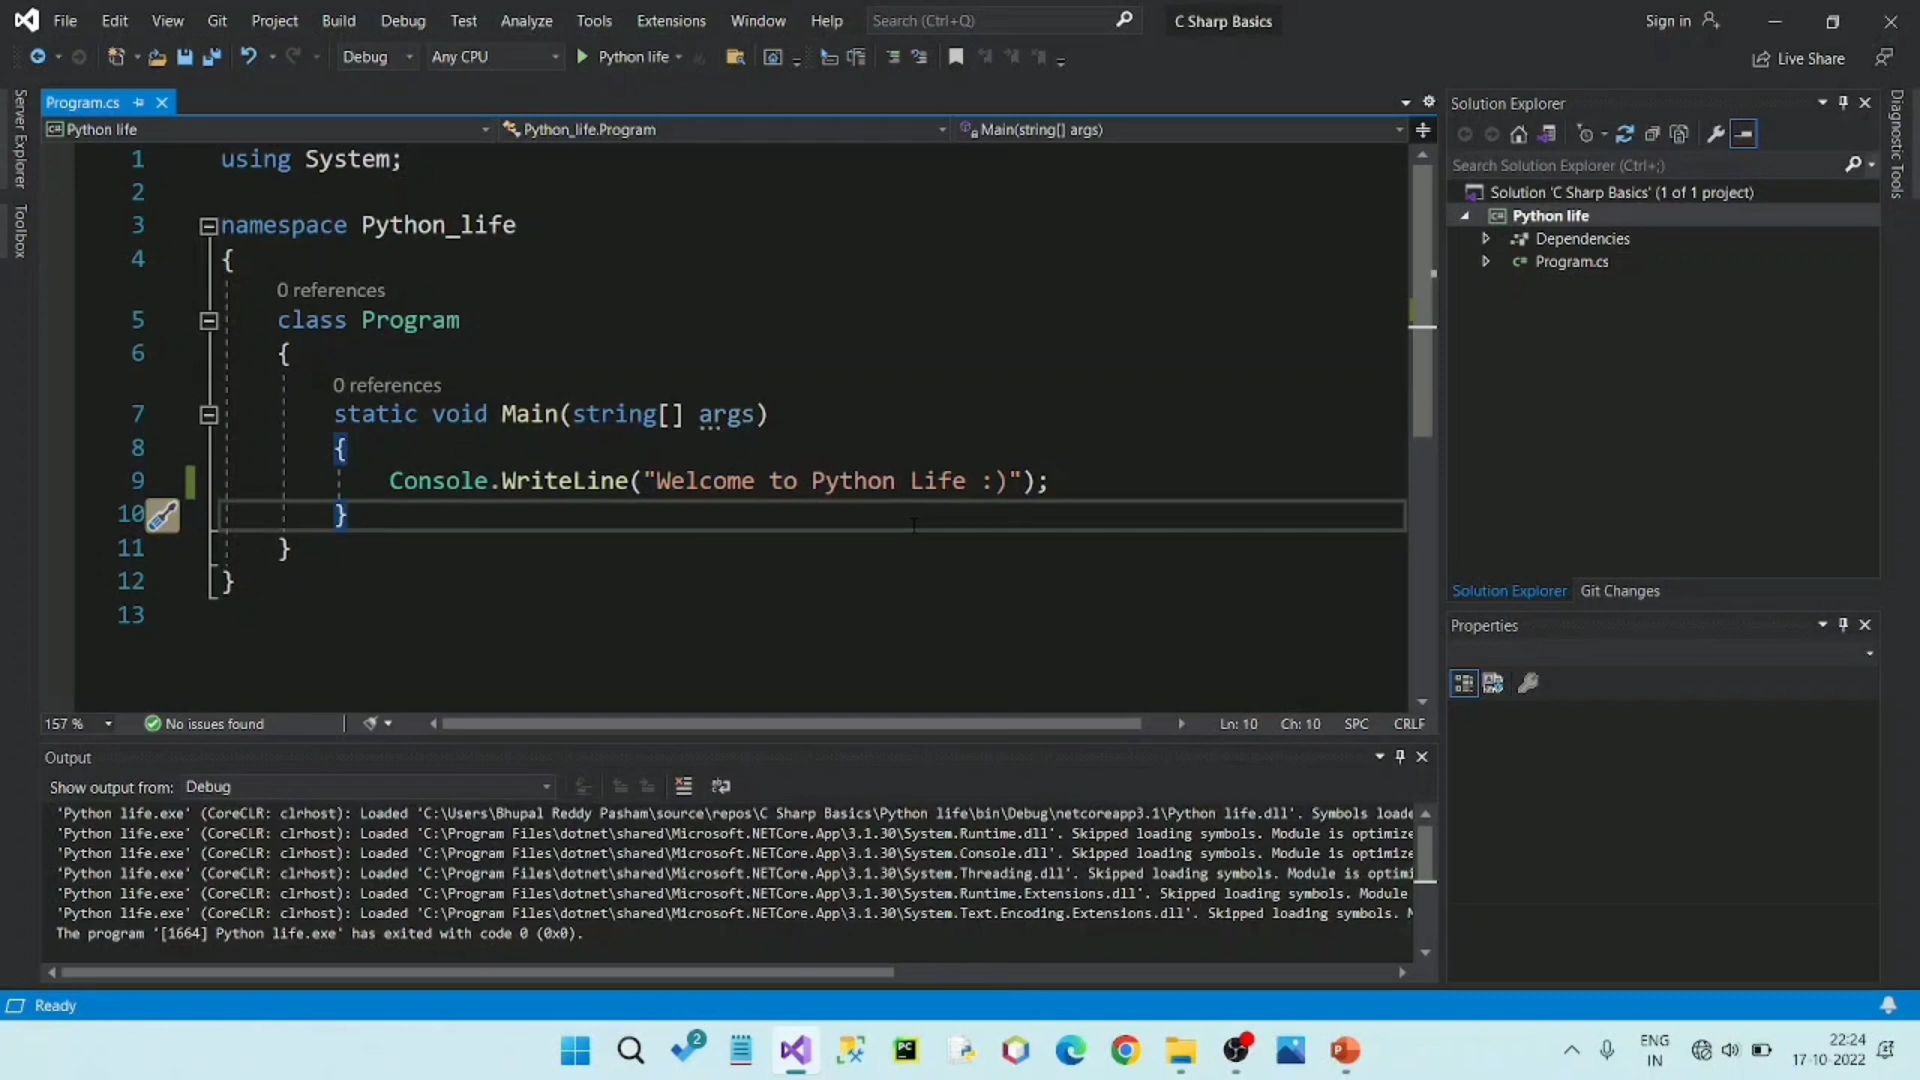 File Edit View Git Project Build Debug Test Analyze Tools Extensions Window Help Search (Ctrl+Q) C Sharp Basics Sign in
Debug Any CPU Python life Live Share
Server Explorer
Toolbox
Program.cs
Python life Python_life.Program Main(string[] args)
1 using System;
2
3 namespace Python_life
4 {
0 references
5 class Program
6 {
0 references
7 static void Main(string[] args)
8 {
9 Console.WriteLine("Welcome to Python Life :)");
10 }
11 }
12 }
13
157 % No issues found Ln: 10 Ch: 10 SPC CRLF
Output
Show output from: Debug
'Python life.exe' (CoreCLR: clrhost): Loaded 'C:\Users\Bhupal Reddy Pasham\source\repos\C Sharp Basics\Python life\bin\Debug\netcoreapp3.1\Python life.dll'. Symbols loade
'Python life.exe' (CoreCLR: clrhost): Loaded 'C:\Program Files\dotnet\shared\Microsoft.NETCore.App\3.1.30\System.Runtime.dll'. Skipped loading symbols. Module is optimize
'Python life.exe' (CoreCLR: clrhost): Loaded 'C:\Program Files\dotnet\shared\Microsoft.NETCore.App\3.1.30\System.Console.dll'. Skipped loading symbols. Module is optimize
'Python life.exe' (CoreCLR: clrhost): Loaded 'C:\Program Files\dotnet\shared\Microsoft.NETCore.App\3.1.30\System.Threading.dll'. Skipped loading symbols. Module is optimi
'Python life.exe' (CoreCLR: clrhost): Loaded 'C:\Program Files\dotnet\shared\Microsoft.NETCore.App\3.1.30\System.Runtime.Extensions.dll'. Skipped loading symbols. Module
'Python life.exe' (CoreCLR: clrhost): Loaded 'C:\Program Files\dotnet\shared\Microsoft.NETCore.App\3.1.30\System.Text.Encoding.Extensions.dll'. Skipped loading symbols. M
The program '[1664] Python life.exe' has exited with code 0 (0x0).
Solution Explorer
Search Solution Explorer (Ctrl+;)
Solution 'C Sharp Basics' (1 of 1 project)
Python life
Dependencies
Program.cs
Solution Explorer Git Changes
Properties
Diagnostic Tools
Ready
2
PC
P
ENG
IN
22:24
17-10-2022